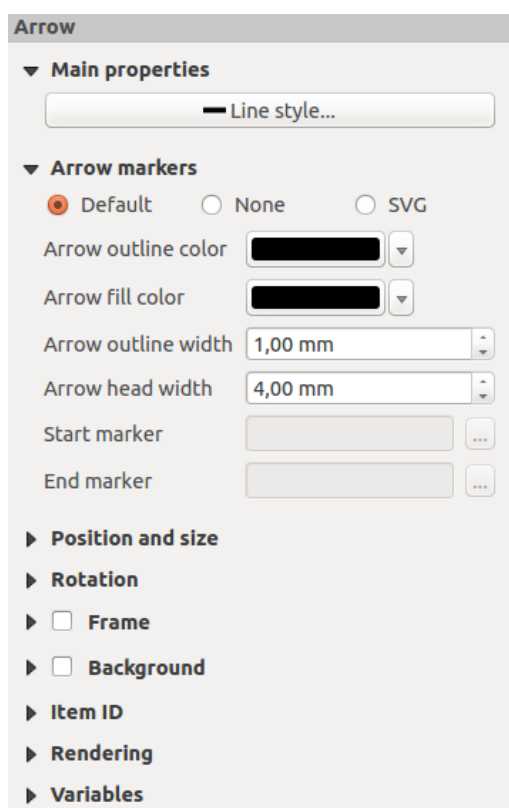 Arrow
Main properties
Line style...
Arrow markers
Default None SVG
Arrow outline color
Arrow fill color
Arrow outline width 1,00 mm
Arrow head width 4,00 mm
Start marker ...
End marker ...
Position and size
Rotation
Frame
Background
Item ID
Rendering
Variables